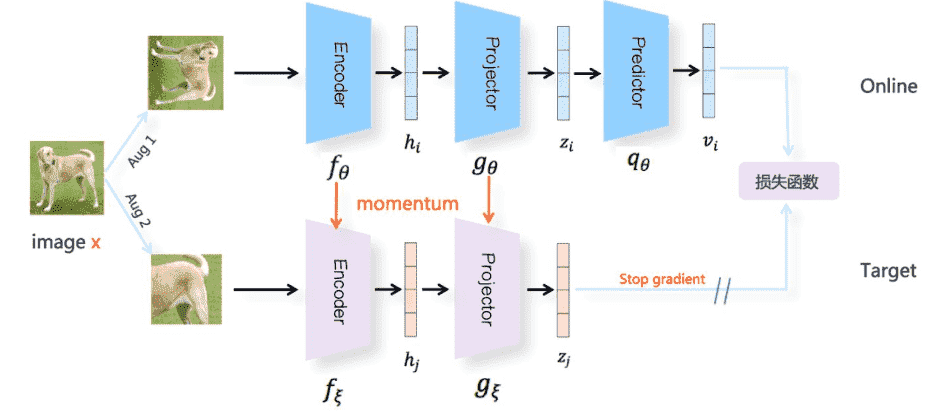 Encoder
h_i
Projector
z_i
Predictor
v_i
Online
f_θ
g_θ
q_θ
Aug 1
Aug 2
image x
momentum
损失函数
Encoder
h_j
Projector
z_j
Stop gradient
Target
f_ξ
g_ξ